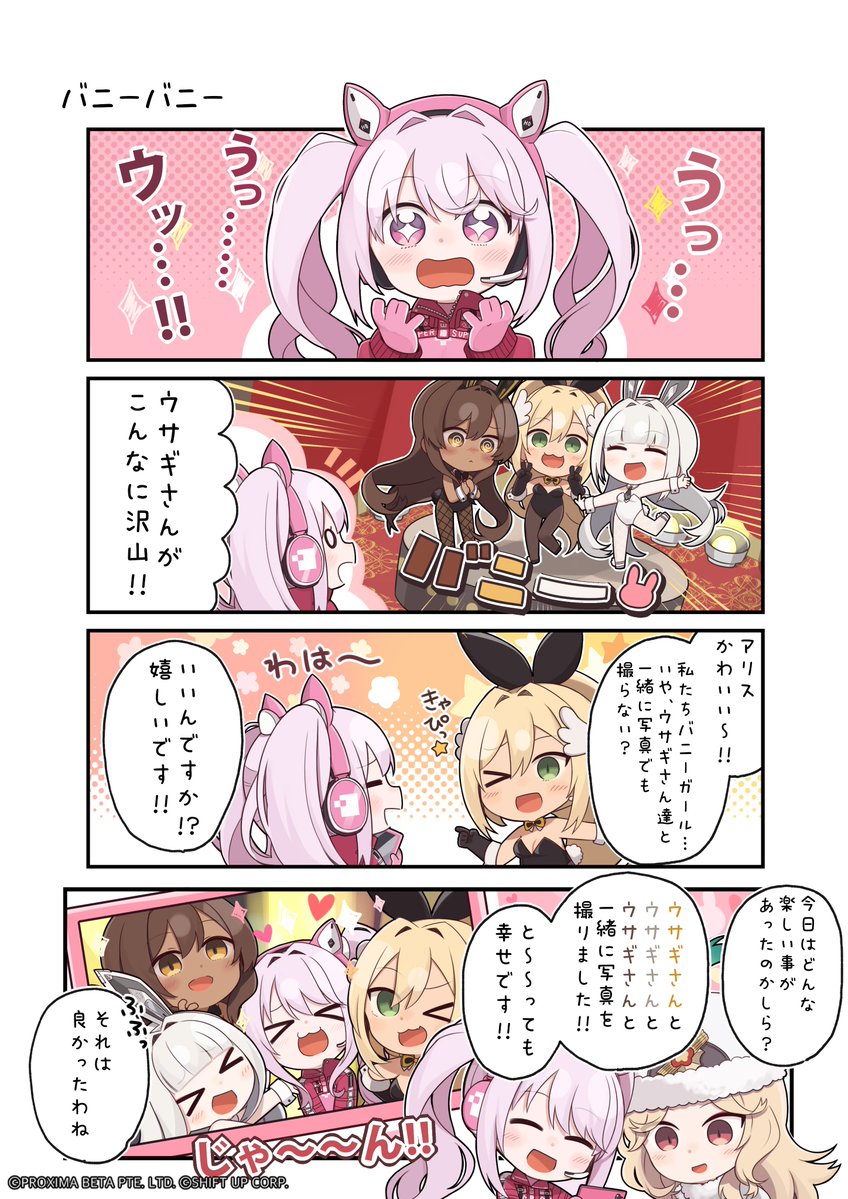 バニーバニー
うっ…
うっ………
ウッ…!!
PER SUP
ウサギさんが
こんなに沢山!!
バニー
アリス
かわいい〜!!
私たちバニーガール…
いや、ウサギさん達と
一緒に写真でも
撮らない?
きゃぴっ
わは〜
いいんですか!?
嬉しいです!!
今日はどんな
楽しい事が
あったのかしら?
ウサギさんと
ウサギさんと
ウサギさんと
一緒に写真を
撮りました!!
と〜〜っても
幸せです!!
じゃ〜〜〜ん!!
ふふっ
それは
良かったわね
©PROXIMA BETA PTE. LTD. ©SHIFT UP CORP.